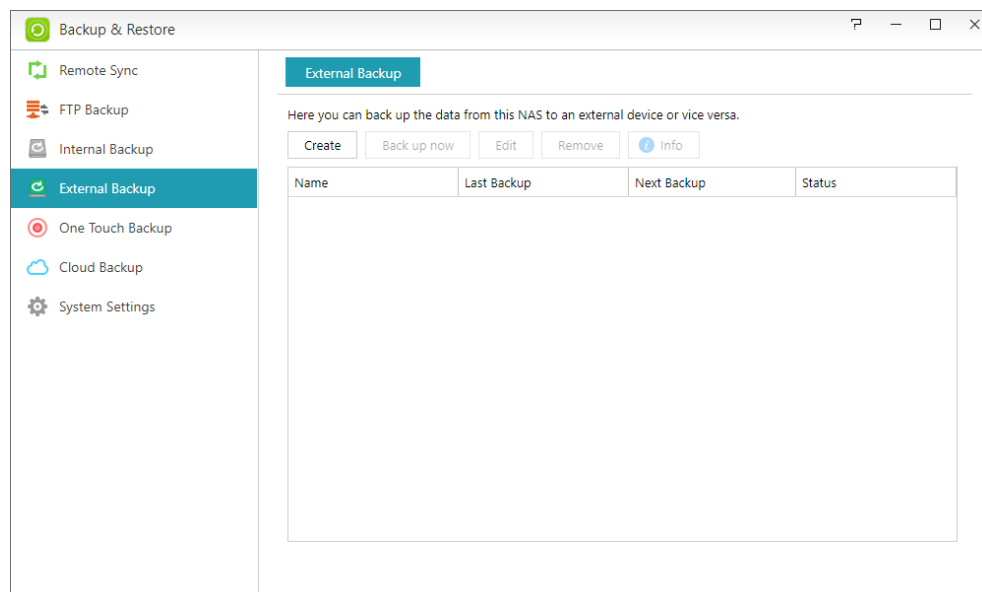 Backup & Restore
?
Remote Sync
FTP Backup
Internal Backup
External Backup
One Touch Backup
Cloud Backup
System Settings
External Backup
Here you can back up the data from this NAS to an external device or vice versa.
Create Back up now Edit Remove i Info
Name Last Backup Next Backup Status